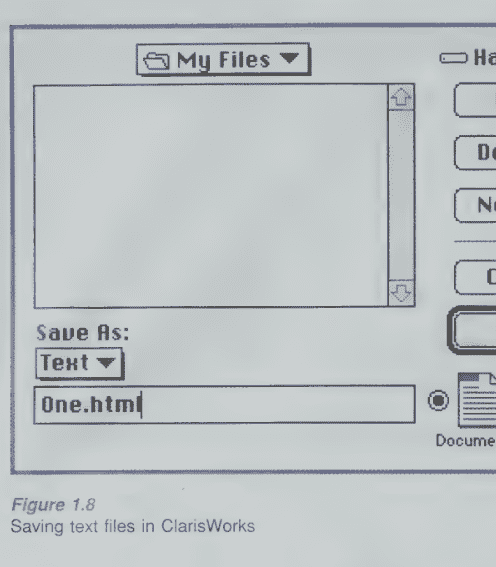 My Files
Save As:
Text
One.html
Figure 1.8
Saving text files in ClarisWorks